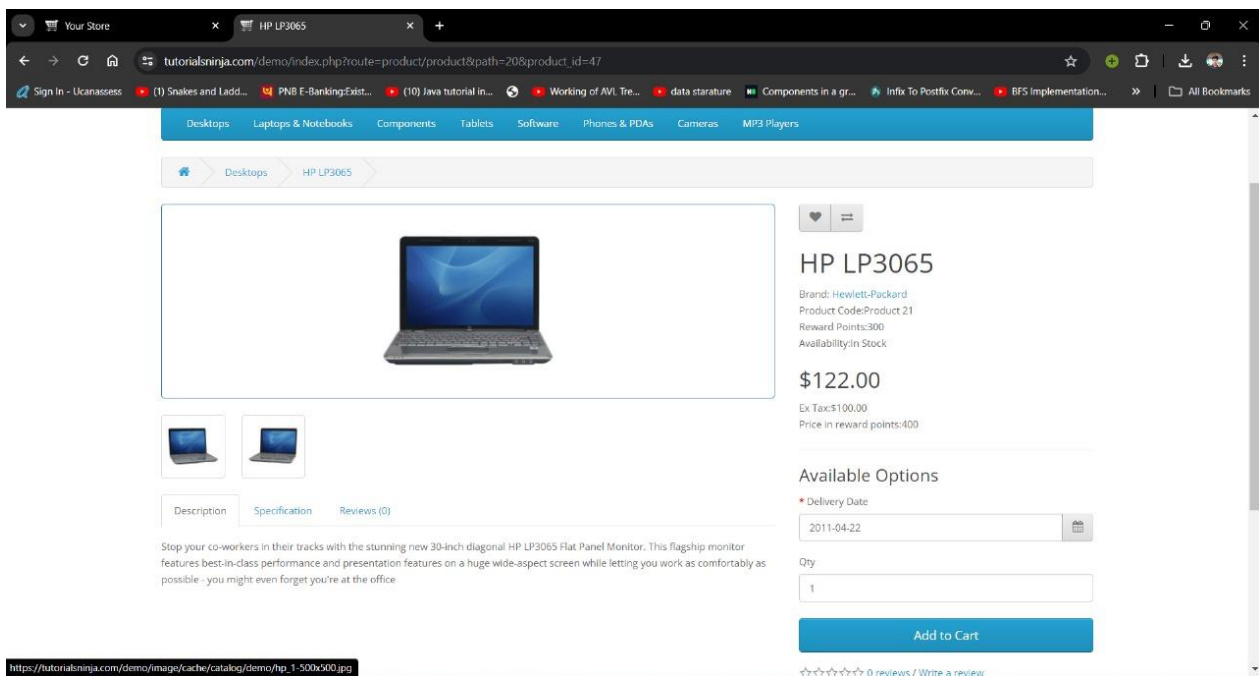 Your Store
HP LP3065
tutorialsninja.com/demo/index.php?route=product/product&path=20&product_id=47
Sign In - Ucanassess
(1) Snakes and Ladd...
PNB E-Banking:Exist...
(10) Java tutorial in...
Working of AVL Tre...
data starature
Components in a gr...
Infix To Postfix Conv...
BFS Implementation...
»
All Bookmarks
Desktops
Laptops & Notebooks
Components
Tablets
Software
Phones & PDAs
Cameras
MP3 Players
Desktops
HP LP3065
HP LP3065
Brand: Hewlett-Packard
Product Code:Product 21
Reward Points:300
Availability:In Stock
$122.00
Ex Tax:$100.00
Price in reward points:400
Available Options
* Delivery Date
2011-04-22
Qty
1
Add to Cart
0 reviews / Write a review
Description
Specification
Reviews (0)
Stop your co-workers in their tracks with the stunning new 30-inch diagonal HP LP3065 Flat Panel Monitor. This flagship monitor
features best-in-class performance and presentation features on a huge wide-aspect screen while letting you work as comfortably as
possible - you might even forget you're at the office
https://tutorialsninja.com/demo/image/cache/catalog/demo/hp_1-500x500.jpg